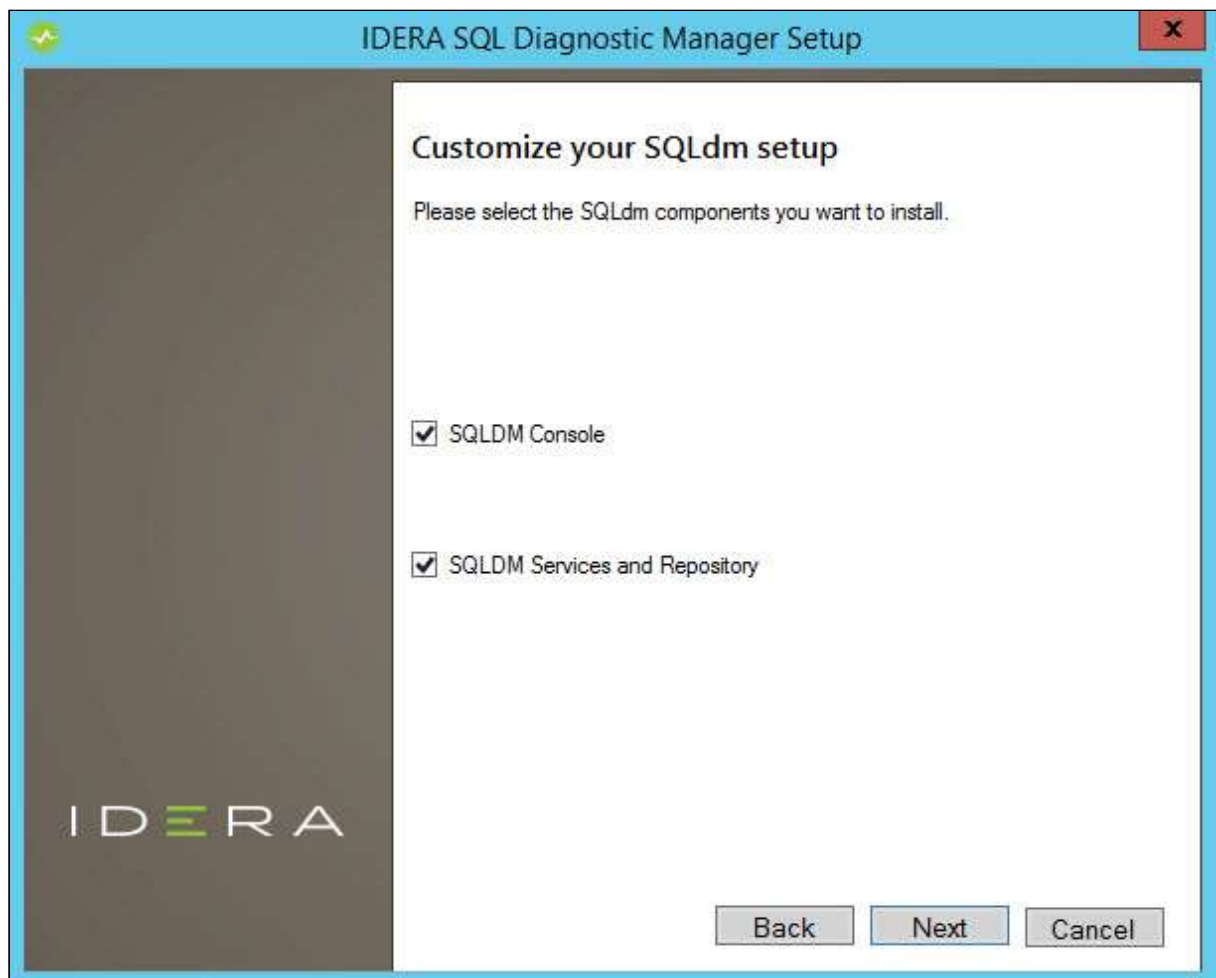 IDERA SQL Diagnostic Manager Setup
x
Customize your SQLdm setup
Please select the SQLdm components you want to install.
SQLDM Console
SQLDM Services and Repository
IDERA
Back
Next
Cancel